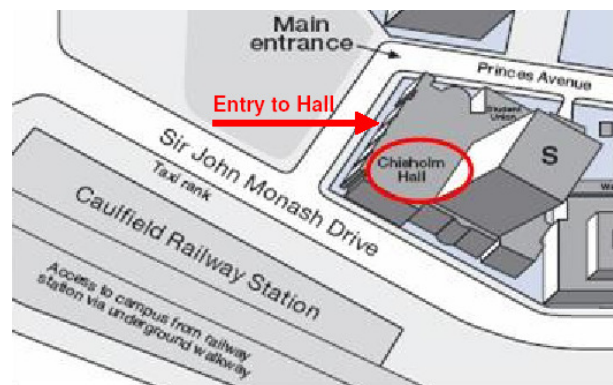 Main
entrance
Princes Avenue
Entry to Hall
Student
Union
Chisholm
Hall
S
Sir John Monash Drive
Taxi rank
Caulfield Railway Station
Access to campus from railway
station via underground walkway